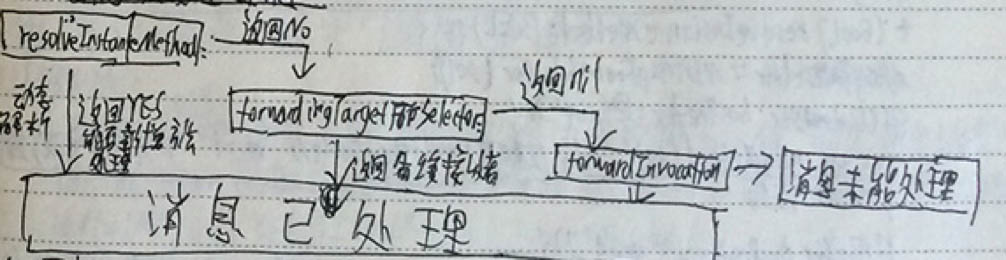 返回No
resolveInstanceMethod:
返回nil
动态
解析
返回YES
forwardingTargetForSelector
返回备援接收者
forwardInvocation
消息未能处理
消息已处理